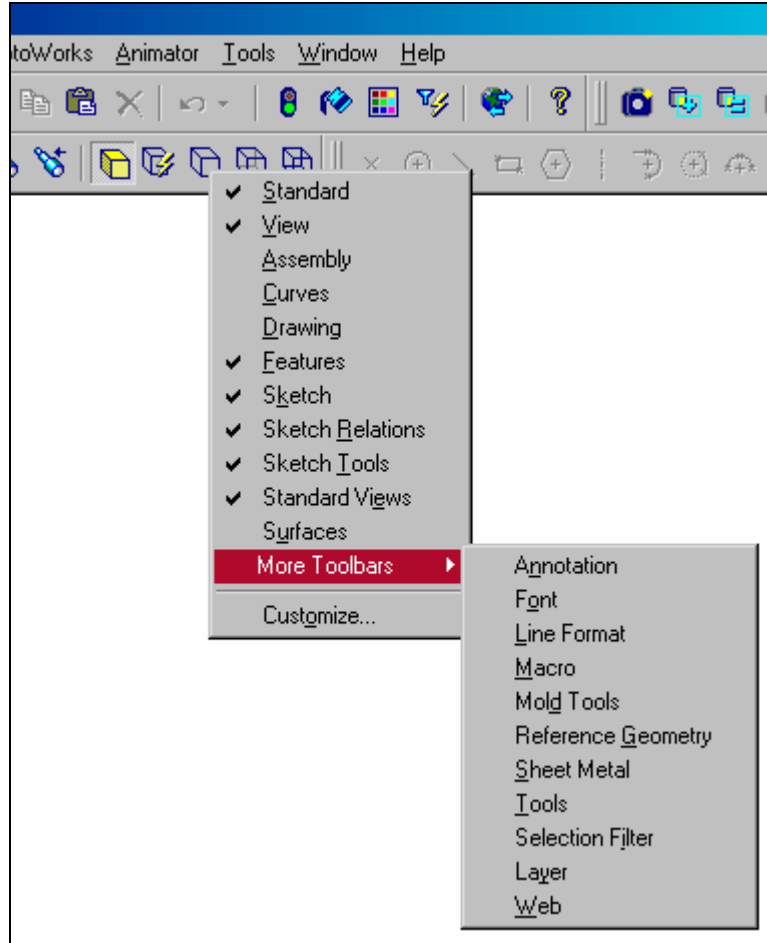 toWorks Animator Tools Window Help
Standard
View
Assembly
Curves
Drawing
Features
Sketch
Sketch Relations
Sketch Tools
Standard Views
Surfaces
More Toolbars
Customize...
Annotation
Font
Line Format
Macro
Mold Tools
Reference Geometry
Sheet Metal
Tools
Selection Filter
Layer
Web